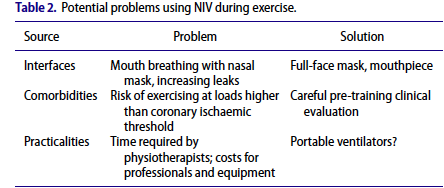 Table 2. Potential problems using NIV during exercise.
Source Problem Solution
Interfaces Mouth breathing with nasal Full-face mask, mouthpiece
mask, increasing leaks
Comorbidities Risk of exercising at loads higher Careful pre-training clinical
than coronary ischaemic evaluation
threshold
Practicalities Time required by Portable ventilators?
physiotherapists; costs for
professionals and equipment